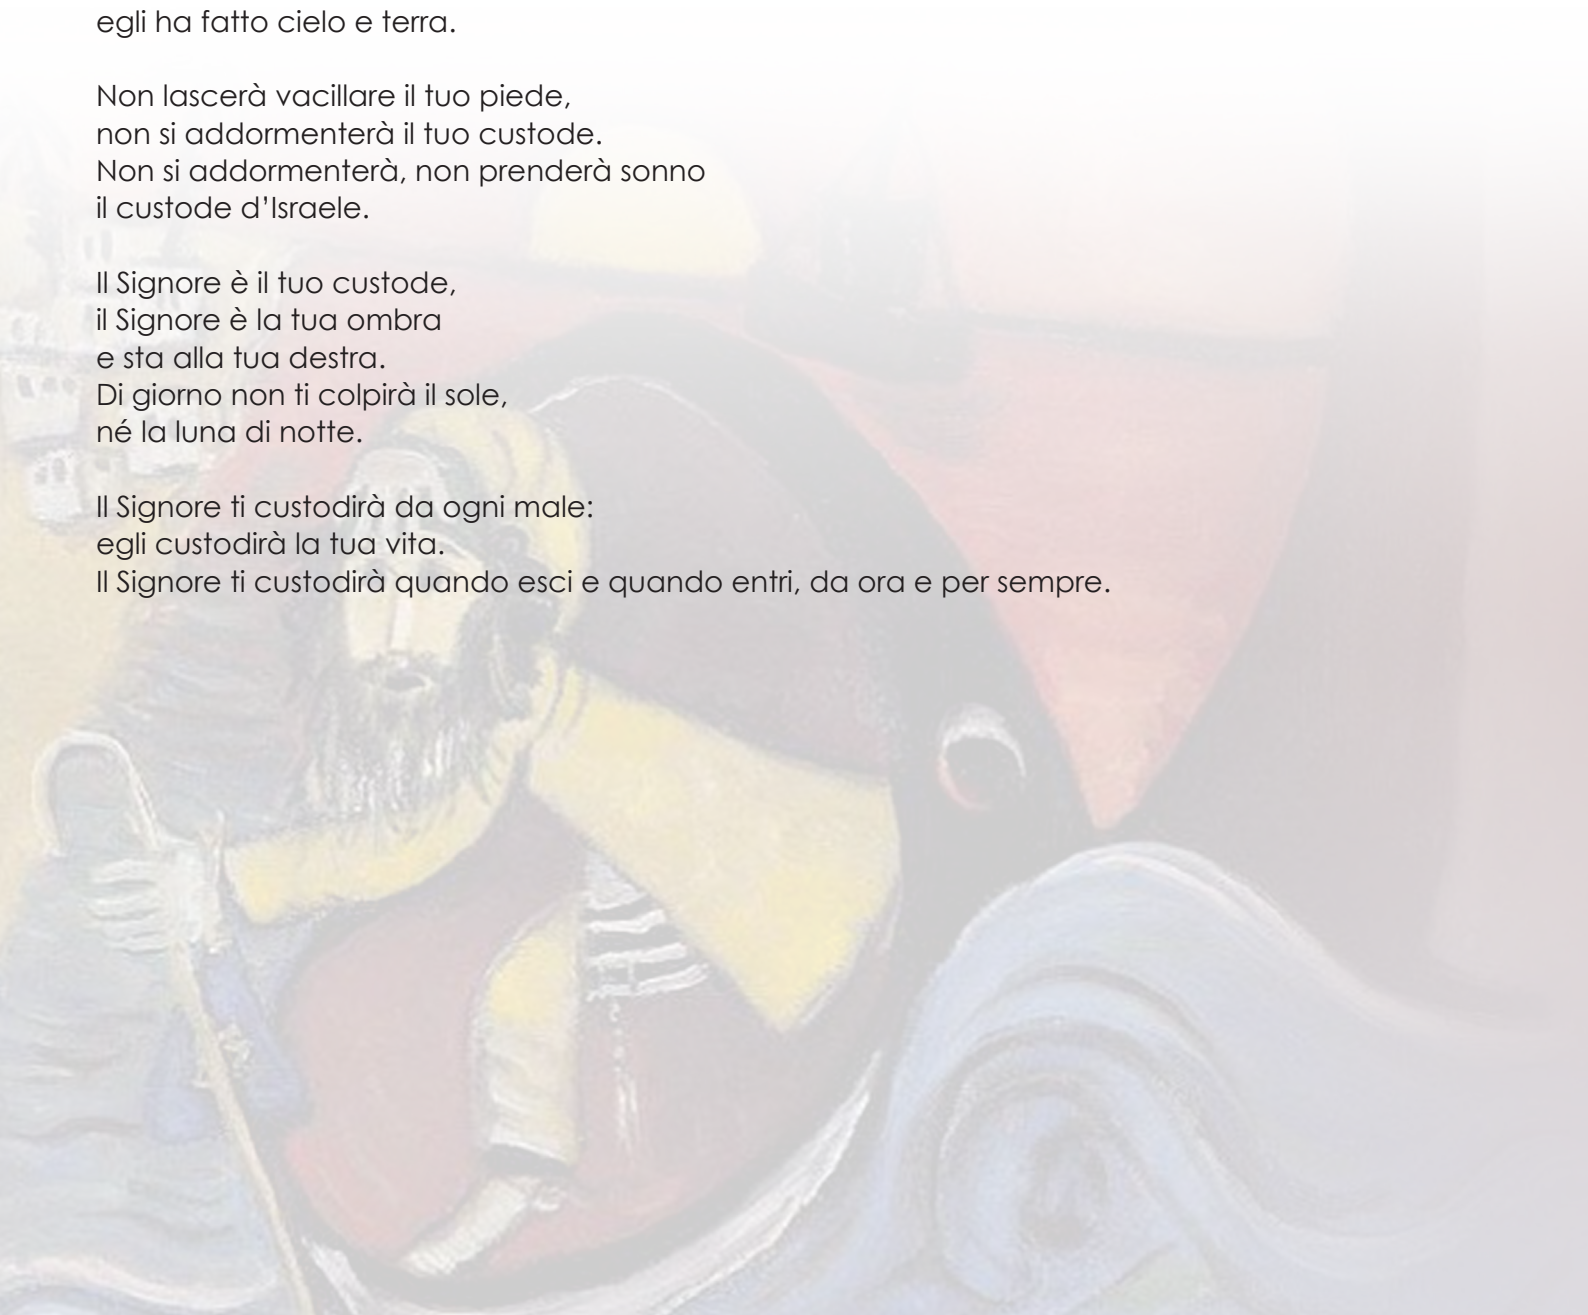 egli ha fatto cielo e terra.
Non lascerà vacillare il tuo piede,
non si addormenterà il tuo custode.
Non si addormenterà, non prenderà sonno
il custode d’Israele.
Il Signore è il tuo custode,
il Signore è la tua ombra
e sta alla tua destra.
Di giorno non ti colpirà il sole,
né la luna di notte.
Il Signore ti custodirà da ogni male:
egli custodirà la tua vita.
Il Signore ti custodirà quando esci e quando entri, da ora e per sempre.